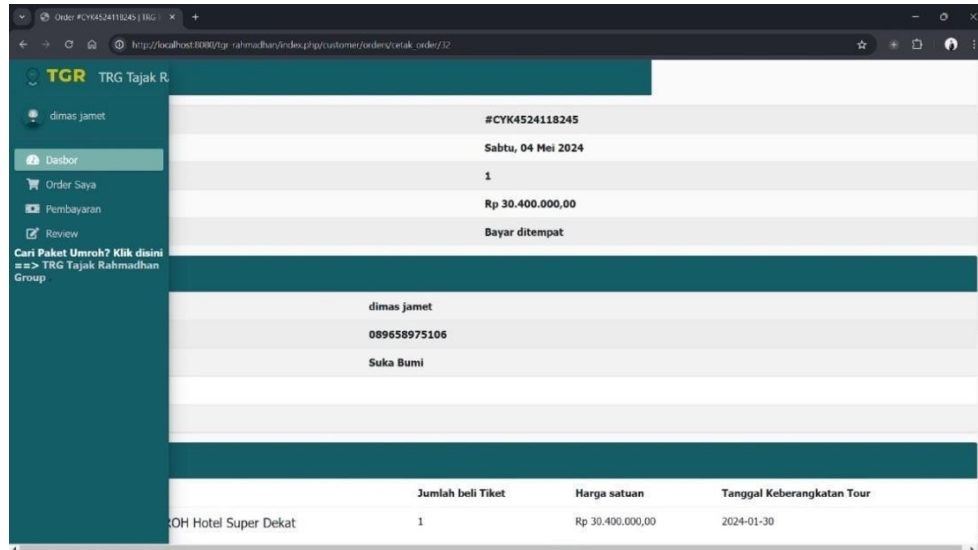 Order #CYK4524118245 | TRG
http://localhost:8080/tgr-rahmadhan/index.php/customer/orders/cetak_order/32
TGR TRG Tajak Ra
dimas jamet
Dasbor
Order Saya
Pembayaran
Review
Cari Paket Umroh? Klik disini
==> TRG Tajak Rahmadhan
Group
#CYK4524118245
Sabtu, 04 Mei 2024
1
Rp 30.400.000,00
Bayar ditempat
dimas jamet
089658975106
Suka Bumi
Jumlah beli Tiket Harga satuan Tanggal Keberangkatan Tour
ROH Hotel Super Dekat 1 Rp 30.400.000,00 2024-01-30